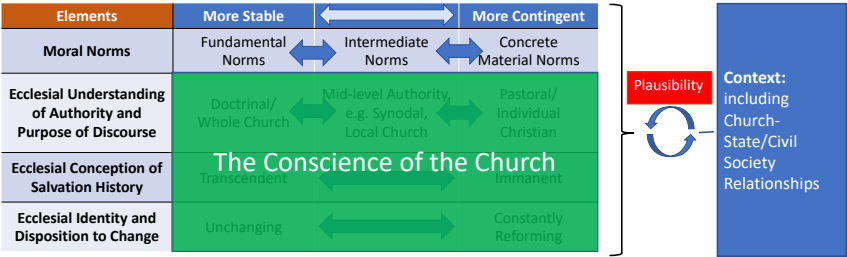 Elements More Stable More Contingent
Moral Norms
Fundamental
Norms
Intermediate
Norms
Concrete
Material Norms
Ecclesial Understanding
of Authority and
Purpose of Discourse
Doctrinal/
Whole Church
Mid-level Authority,
e.g. Synodal,
Local Church
Pastoral/
Individual
Christian
The Conscience of the Church
Ecclesial Conception of
Salvation History
Transcendent
Immanent
Ecclesial Identity and
Disposition to Change
Unchanging
Constantly
Reforming
Plausibility
Context:
including
Church-
State/Civil
Society
Relationships